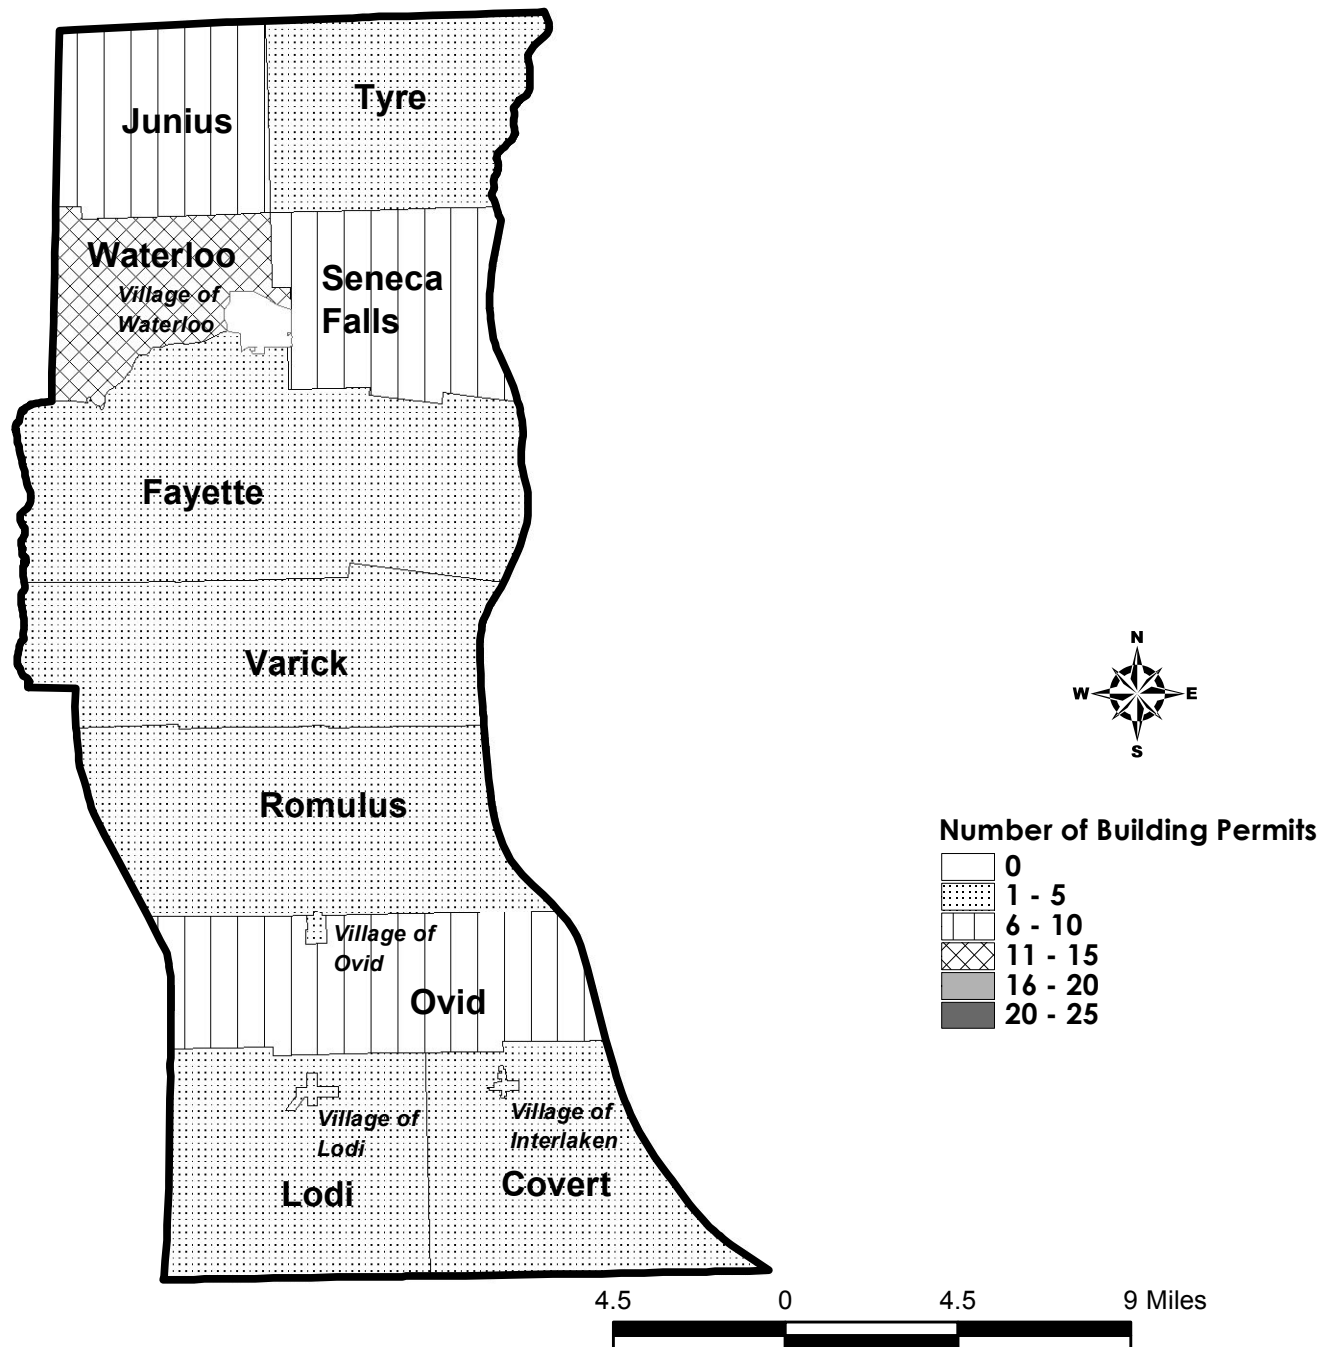 Tyre
Junius
Waterloo
Village of
Waterloo
Seneca
Falls
Fayette
Varick
Romulus
Village of
Ovid
Ovid
Village of
Lodi
Lodi
Village of
Interlaken
Covert
N
W
E
S
Number of Building Permits
0
1 - 5
6 - 10
11 - 15
16 - 20
20 - 25
4.5 0 4.5 9 Miles